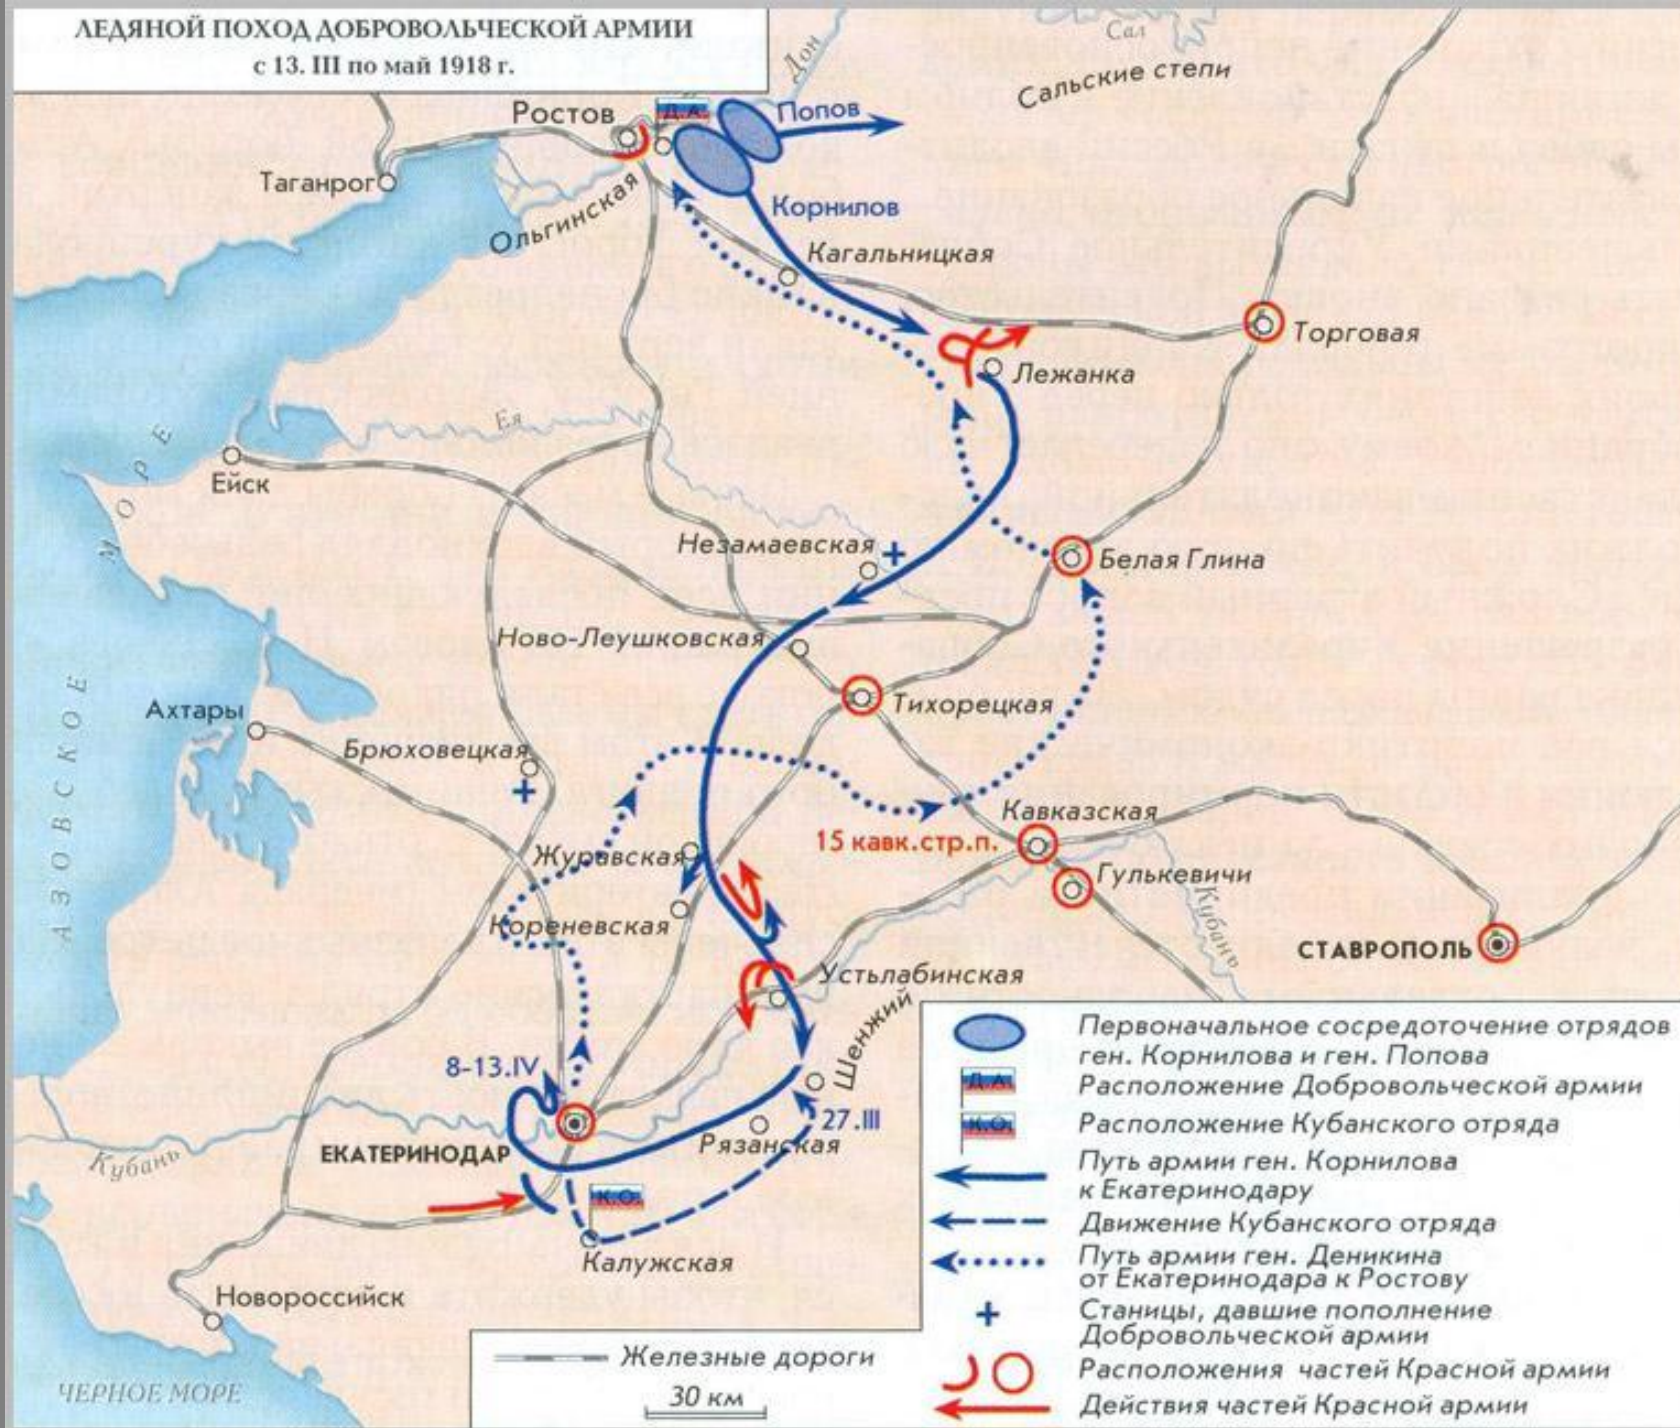 ЛЕДЯНОЙ ПОХОД ДОБРОВОЛЬЧЕСКОЙ АРМИИ
с 13. III по май 1918 г.
Дон
Сал
Сальские степи
Ростов
Д.А.
Попов
Таганрог
Ольгинская
Корнилов
Кагальницкая
Торговая
Лежанка
Ея
Ейск
МОРЕ
Незамаевская
Белая Глина
Ново-Леушковская
Тихорецкая
Ахтары
Брюховецкая
АЗОВСКОЕ
Кавказская
15 кавк.стр.п.
Журавская
Гулькевичи
Кубань
Кореневская
СТАВРОПОЛЬ
Устьлабинская
Шенжий
8-13.IV
27.III
Рязанская
ЕКАТЕРИНОДАР
Кубань
К.О.
Калужская
Новороссийск
ЧЕРНОЕ МОРЕ
Первоначальное сосредоточение отрядов
ген. Корнилова и ген. Попова
Д.А.
Расположение Добровольческой армии
К.О.
Расположение Кубанского отряда
Путь армии ген. Корнилова
к Екатеринодару
Движение Кубанского отряда
Путь армии ген. Деникина
от Екатеринодара к Ростову
Станицы, давшие пополнение
Добровольческой армии
Расположения частей Красной армии
Действия частей Красной армии
Железные дороги
30 км